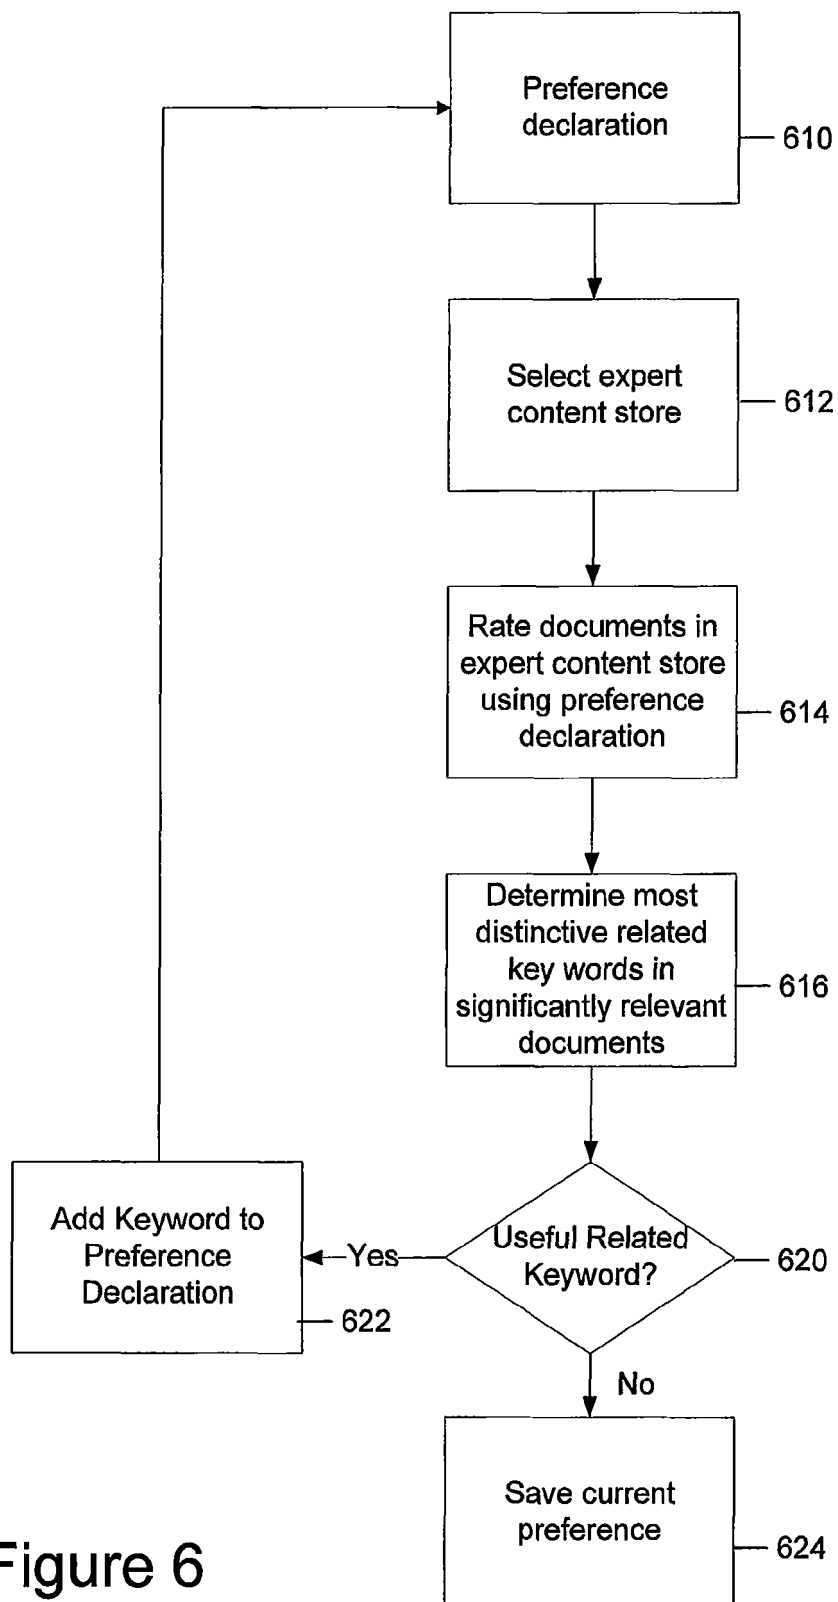 Preference
declaration
610
Select expert
content store
612
Rate documents in
expert content store
using preference
declaration
614
Determine most
distinctive related
key words in
significantly relevant
documents
616
Useful Related
Keyword?
620
Yes
Add Keyword to
Preference
Declaration
622
No
Save current
preference
624
Figure 6